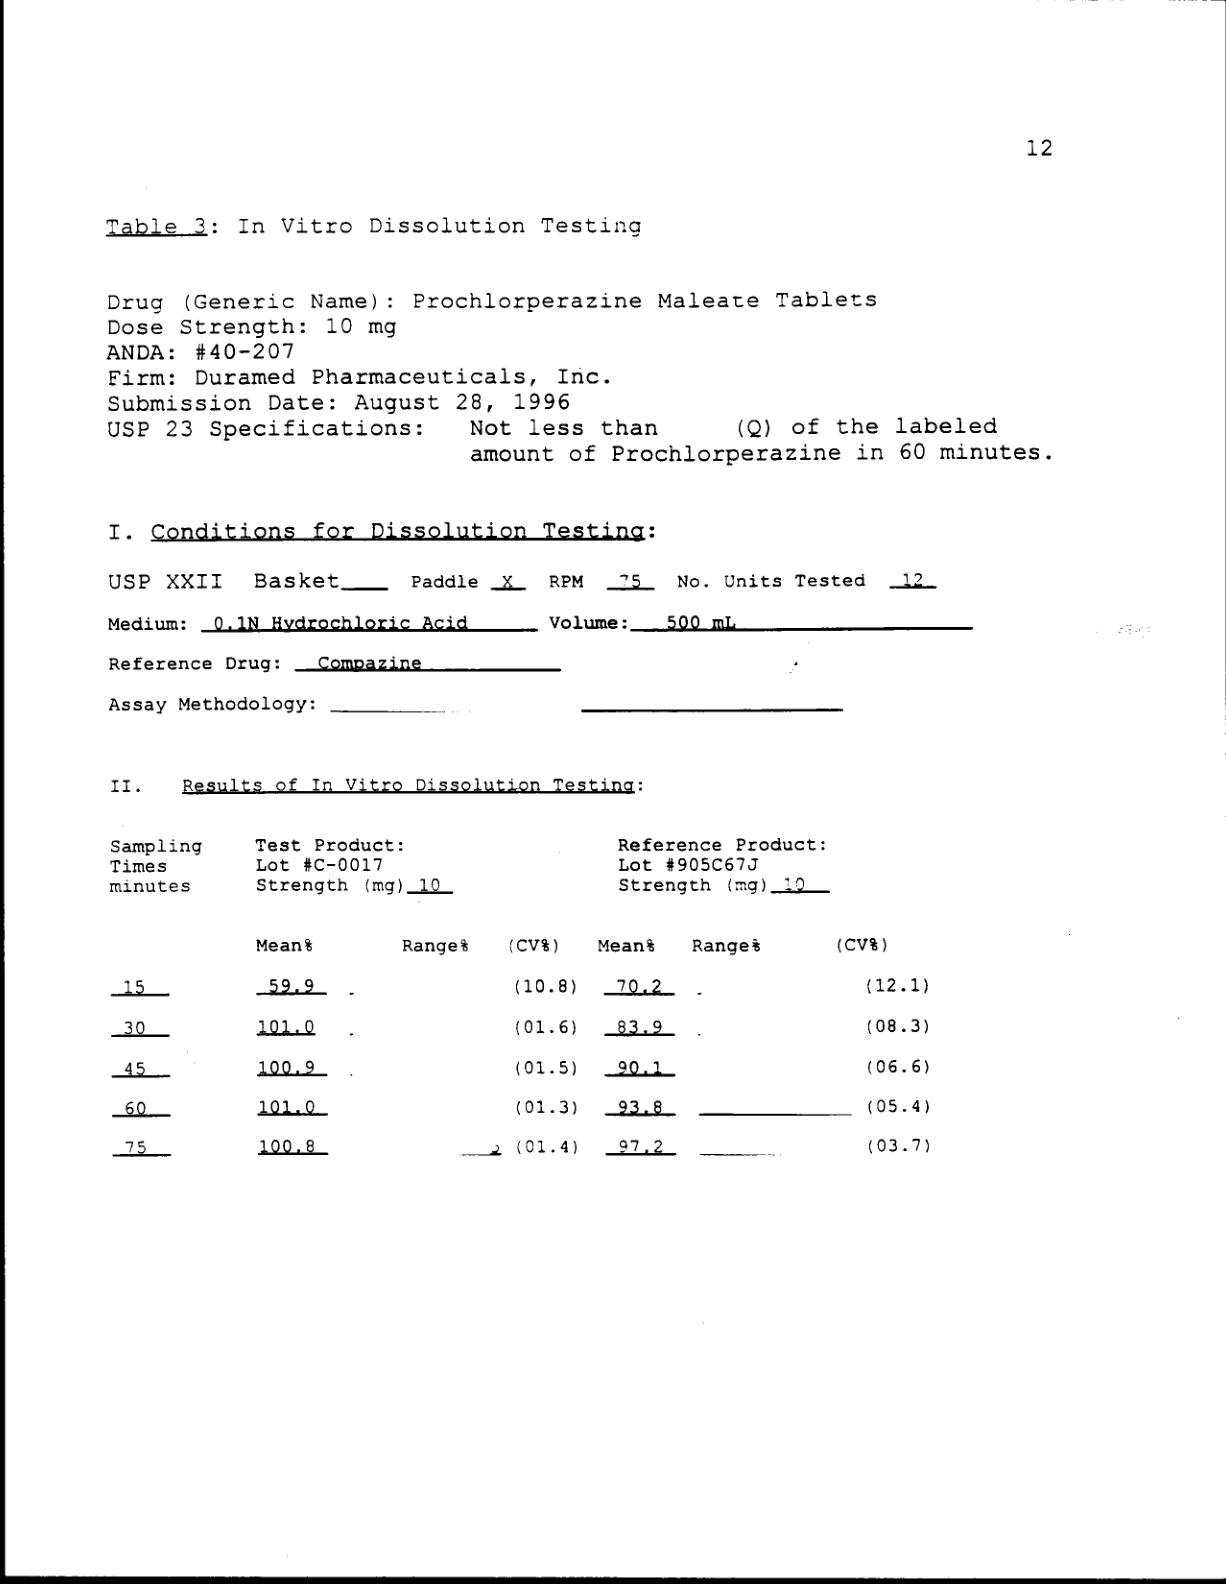 12
Table 3: In Vitro Dissolution Testing
Drug (Generic Name): Prochlorperazine Maleate Tablets
Dose Strength: 10 mg
ANDA: #40-207
Firm: Duramed Pharmaceuticals, Inc.
Submission Date: August 28, 1996
USP 23 Specifications: Not less than (Q) of the labeled
amount of Prochlorperazine in 60 minutes.
I. Conditions for Dissolution Testing:
USP XXII Basket___ Paddle X RPM 75 No. Units Tested 12
Medium: 0.1N Hydrochloric Acid Volume: 500 mL
Reference Drug: Compazine
Assay Methodology:
II. Results of In Vitro Dissolution Testing:
Sampling Test Product: Reference Product:
Times Lot #C-0017 Lot #905C67J
minutes Strength (mg) 10 Strength (mg) 10
Mean% Range% (CV%) Mean% Range% (CV%)
15 59.9 (10.8) 70.2 (12.1)
30 101.0 (01.6) 83.9 (08.3)
45 100.9 (01.5) 90.1 (06.6)
60 101.0 (01.3) 93.8 (05.4)
75 100.8 (01.4) 97.2 (03.7)